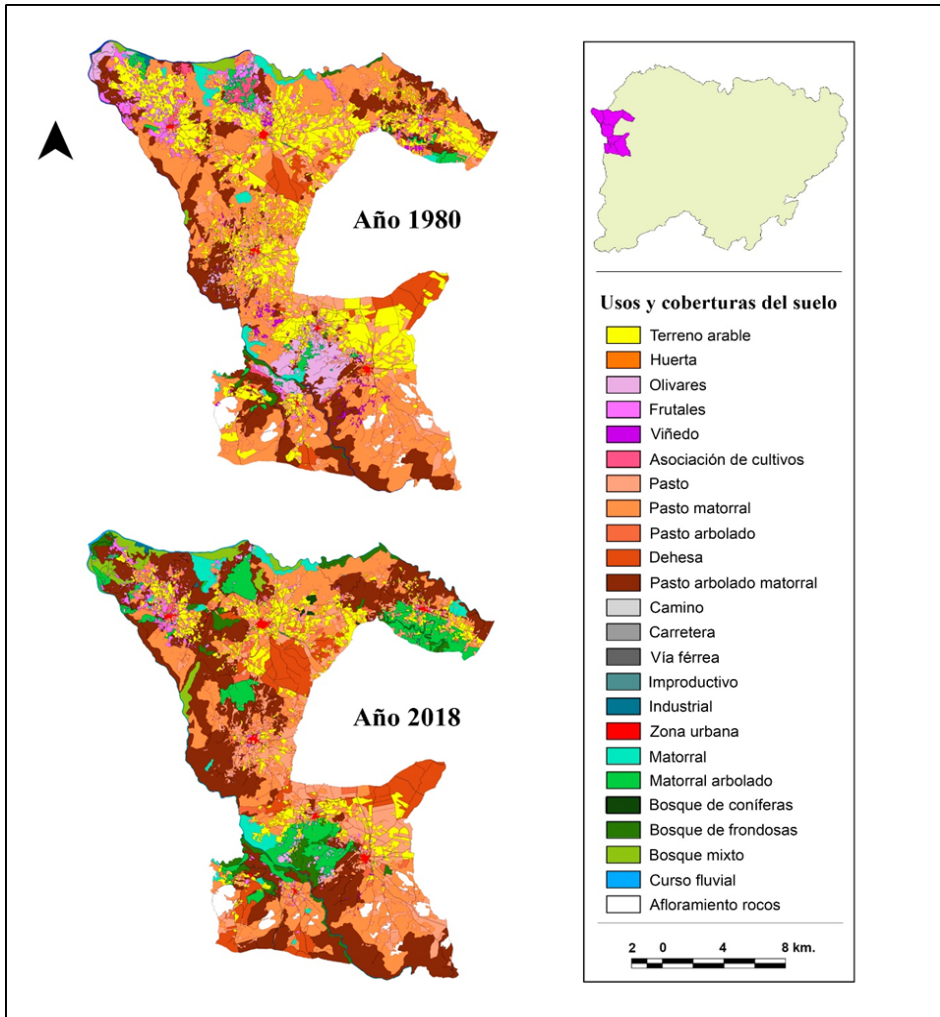 Año 1980
Año 2018
Usos y coberturas del suelo
Terreno arable
Huerta
Olivares
Frutales
Viñedo
Asociación de cultivos
Pasto
Pasto matorral
Pasto arbolado
Dehesa
Pasto arbolado matorral
Camino
Carretera
Vía férrea
Improductivo
Industrial
Zona urbana
Matorral
Matorral arbolado
Bosque de coníferas
Bosque de frondosas
Bosque mixto
Curso fluvial
Afloramiento rocos
2 0 4 8 km.